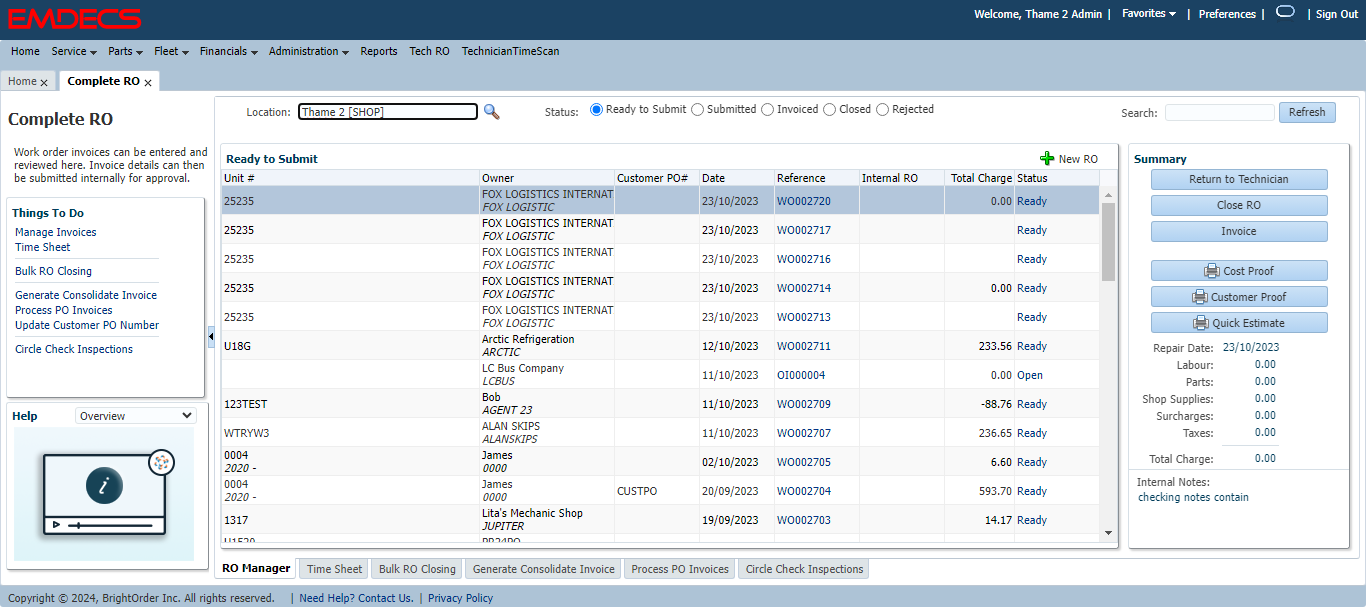 EMDECS
Welcome, Thame 2 Admin | Favorites | Preferences | | Sign Out
Home Service Parts Fleet Financials Administration Reports Tech RO TechnicianTimeScan
Home x Complete RO x
Complete RO
Work order invoices can be entered and
reviewed here. Invoice details can then
be submitted internally for approval.
Things To Do
Manage Invoices
Time Sheet
Bulk RO Closing
Generate Consolidate Invoice
Process PO Invoices
Update Customer PO Number
Circle Check Inspections
Help Overview
i
Location: Thame 2 [SHOP] Status: Ready to Submit Submitted Invoiced Closed Rejected Search: Refresh
Ready to Submit New RO
Unit # Owner Customer PO# Date Reference Internal RO Total Charge Status
25235 FOX LOGISTICS INTERNAT 23/10/2023 WO002720 0.00 Ready
FOX LOGISTIC
25235 FOX LOGISTICS INTERNAT 23/10/2023 WO002717 Ready
FOX LOGISTIC
25235 FOX LOGISTICS INTERNAT 23/10/2023 WO002716 Ready
FOX LOGISTIC
25235 FOX LOGISTICS INTERNAT 23/10/2023 WO002714 0.00 Ready
FOX LOGISTIC
25235 FOX LOGISTICS INTERNAT 23/10/2023 WO002713 Ready
FOX LOGISTIC
U18G Arctic Refrigeration 12/10/2023 WO002711 233.56 Ready
ARCTIC
LC Bus Company 11/10/2023 OI000004 0.00 Open
LCBUS
123TEST Bob 11/10/2023 WO002709 -88.76 Ready
AGENT 23
WTRYW3 ALAN SKIPS 11/10/2023 WO002707 236.65 Ready
ALANSKIPS
0004 James 02/10/2023 WO002705 6.60 Ready
2020 - 0000
0004 James CUSTPO 20/09/2023 WO002704 593.70 Ready
2020 - 0000
1317 Lita's Mechanic Shop 19/09/2023 WO002703 14.17 Ready
JUPITER
Summary
Return to Technician
Close RO
Invoice
Cost Proof
Customer Proof
Quick Estimate
Repair Date: 23/10/2023
Labour: 0.00
Parts: 0.00
Shop Supplies: 0.00
Surcharges: 0.00
Taxes: 0.00
Total Charge: 0.00
Internal Notes:
checking notes contain
RO Manager Time Sheet Bulk RO Closing Generate Consolidate Invoice Process PO Invoices Circle Check Inspections
Copyright © 2024, BrightOrder Inc. All rights reserved. | Need Help? Contact Us. | Privacy Policy